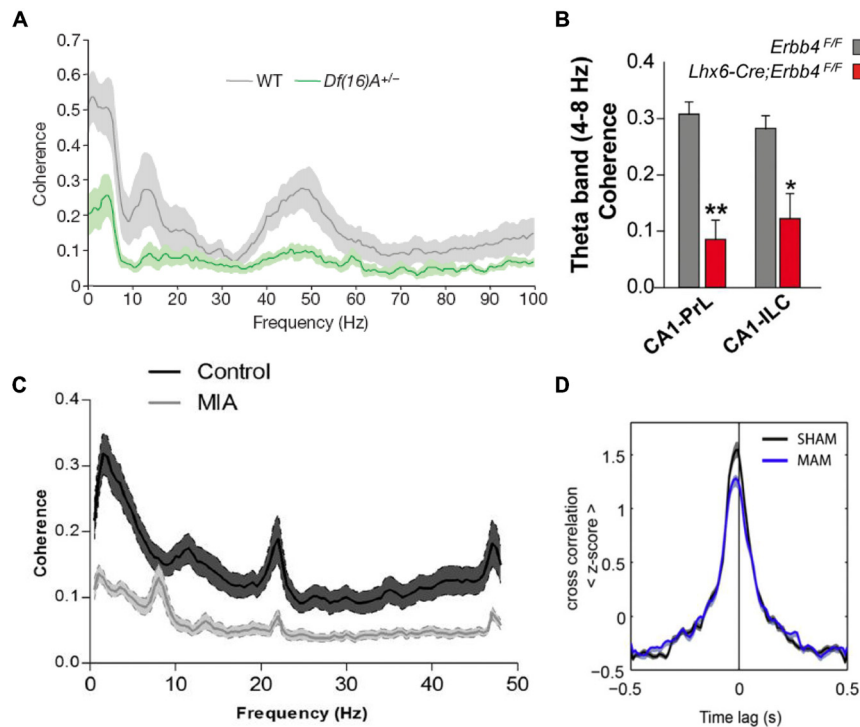 A
0.7
0.6
0.5
0.4
0.3
0.2
0.1
0
Coherence
WT Df(16)A+/−
0 10 20 30 40 50 60 70 80 90 100
Frequency (Hz)
B
Erbb4 F/F
Lhx6-Cre;Erbb4 F/F
Theta band (4-8 Hz)
Coherence
0.4
0.3
0.2
0.1
0.0
**
*
CA1-PrL
CA1-ILC
C
Control
MIA
Coherence
0.4
0.3
0.2
0.1
0.0
0 10 20 30 40 50
Frequency (Hz)
D
SHAM
MAM
cross correlation
< z-score >
1.5
1
−0.5
0
−0.5
−0.5 0 0.5
Time lag (s)